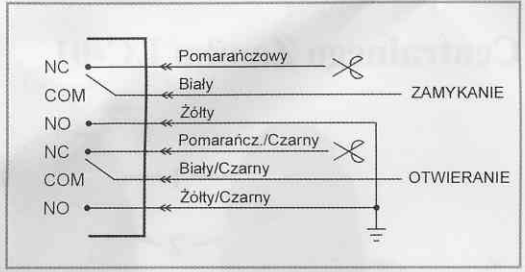 NC Pomarańczowy
COM Biały ZAMYKANIE
NO Żółty
NC Pomarańcz./Czarny
COM Biały/Czarny OTWIERANIE
NO Żółty/Czarny